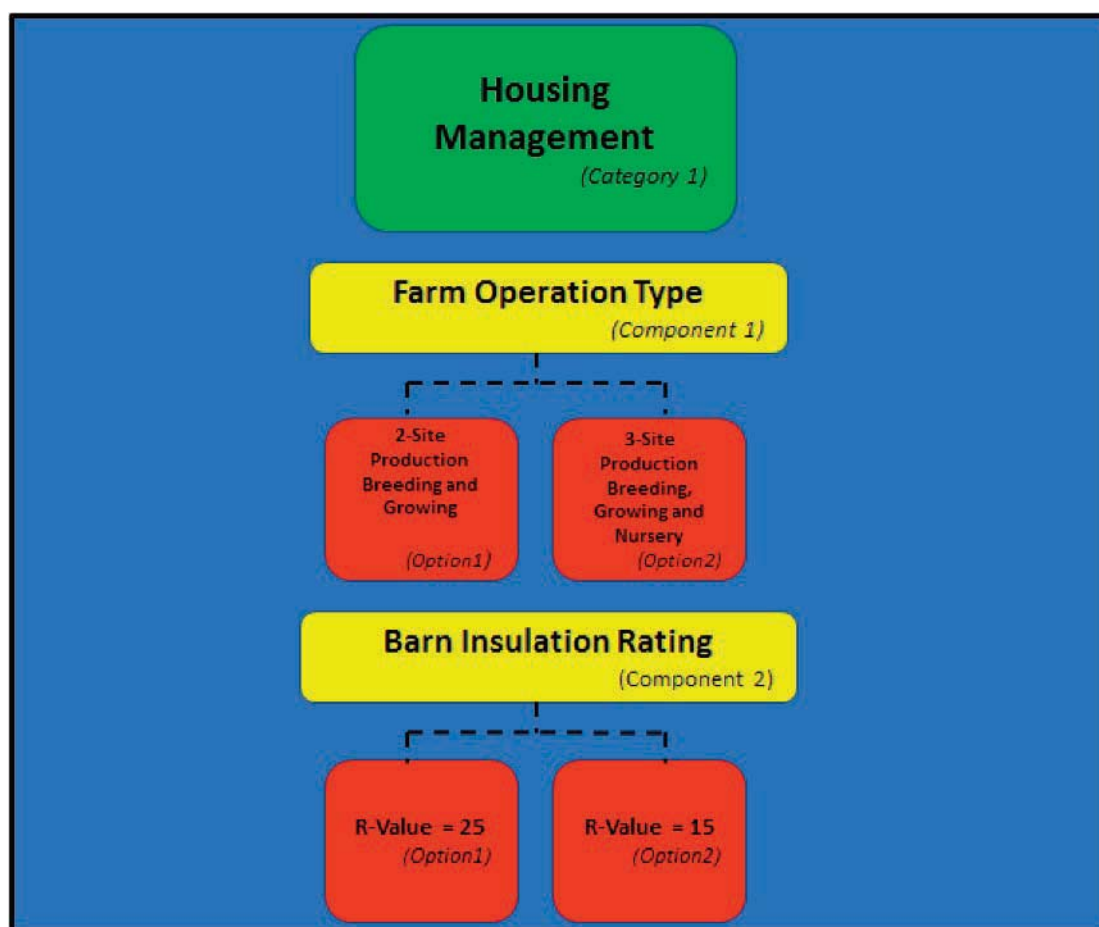 Housing
Management
(Category 1)
Farm Operation Type
(Component 1)
2-Site
Production
Breeding and
Growing
(Option1)
3-Site
Production
Breeding,
Growing and
Nursery
(Option2)
Barn Insulation Rating
(Component 2)
R-Value = 25
(Option1)
R-Value = 15
(Option2)